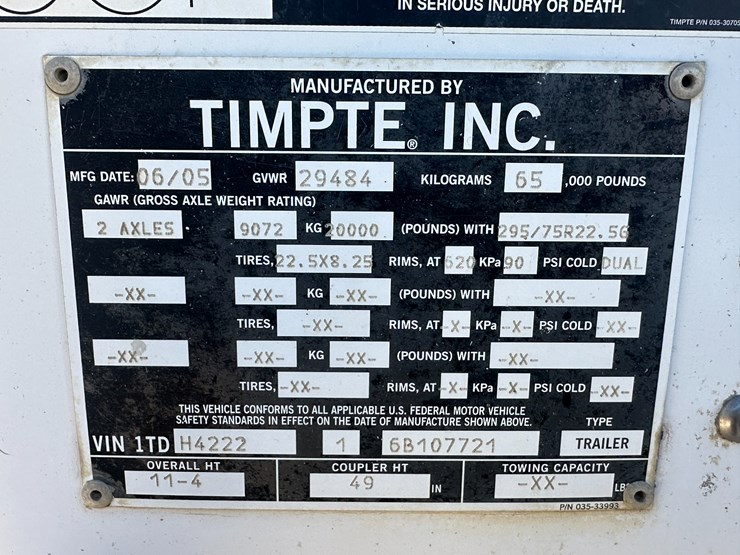 IN SERIOUS INJURY OR DEATH.
TIMPTE P/N 035-30705
MANUFACTURED BY
TIMPTE® INC.
MFG DATE: 06/05 GVWR 29484 KILOGRAMS 65 ,000 POUNDS
GAWR (GROSS AXLE WEIGHT RATING)
2 AXLES 9072 KG 20000 (POUNDS) WITH 295/75R22.5G
TIRES, 22.5X8.25 RIMS, AT 620 KPa 90 PSI COLD DUAL
-XX- -XX- KG -XX- (POUNDS) WITH -XX-
TIRES, -XX- RIMS, AT -X- KPa -X- PSI COLD -XX-
-XX- -XX- KG -XX- (POUNDS) WITH -XX-
TIRES, -XX- RIMS, AT -X- KPa -X- PSI COLD -XX-
THIS VEHICLE CONFORMS TO ALL APPLICABLE U.S. FEDERAL MOTOR VEHICLE
SAFETY STANDARDS IN EFFECT ON THE DATE OF MANUFACTURE SHOWN ABOVE. TYPE
VIN 1TD H4222 1 6B107721 TRAILER
OVERALL HT COUPLER HT TOWING CAPACITY
11-4 49 IN -XX- LBS
P/N 035-33993